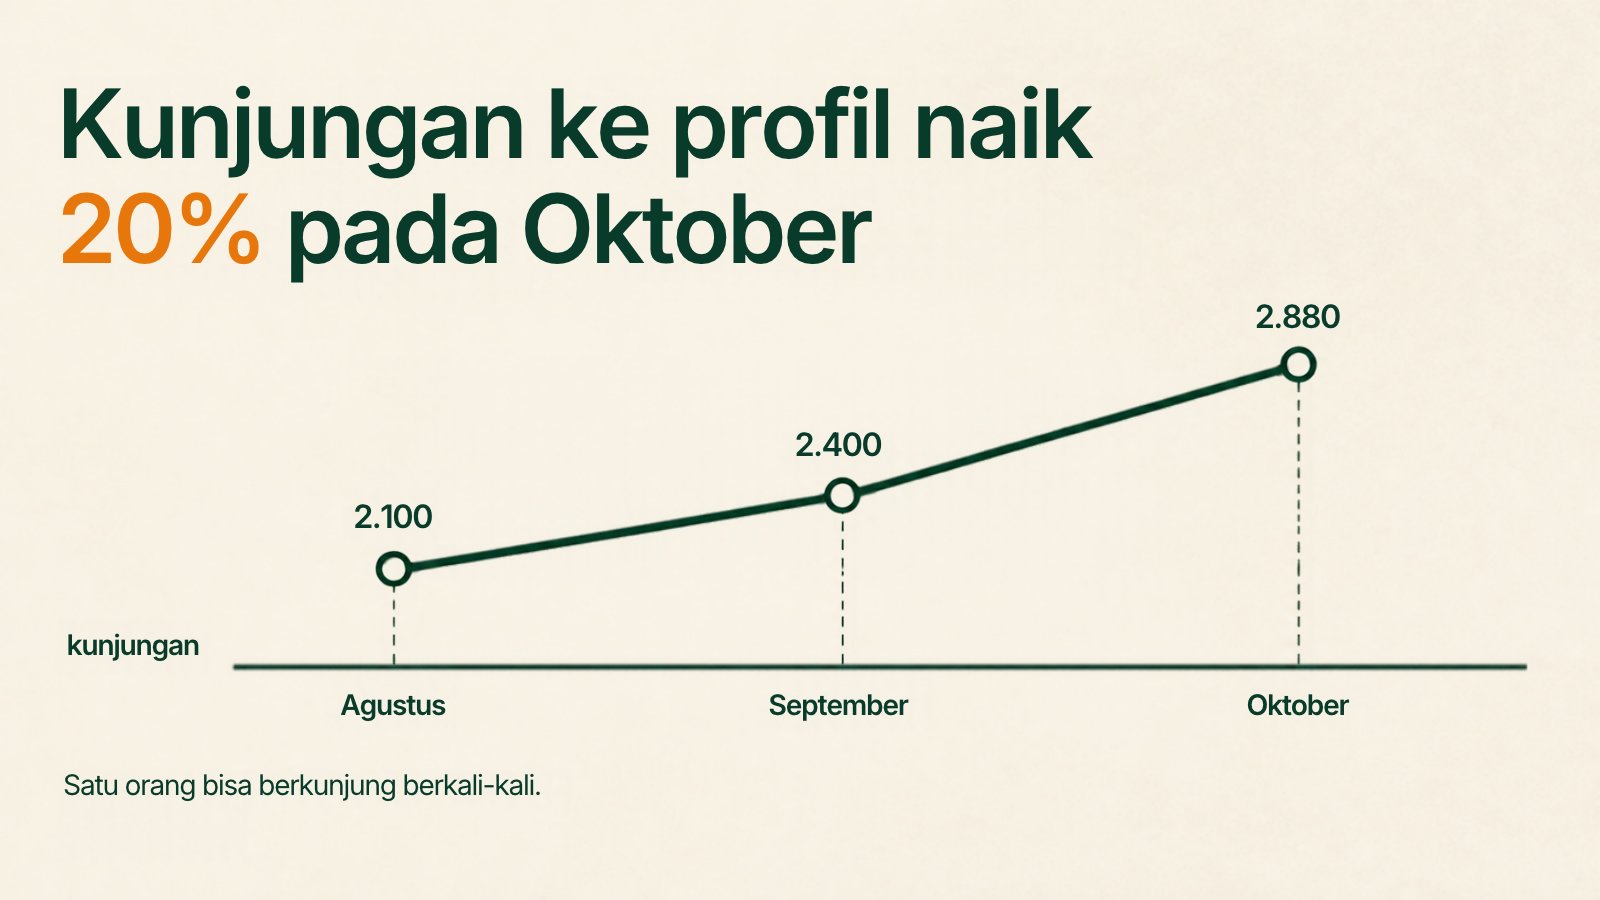 Kunjungan ke profil naik
20% pada Oktober
2.880
2.400
2.100
kunjungan
Agustus
September
Oktober
Satu orang bisa berkunjung berkali-kali.